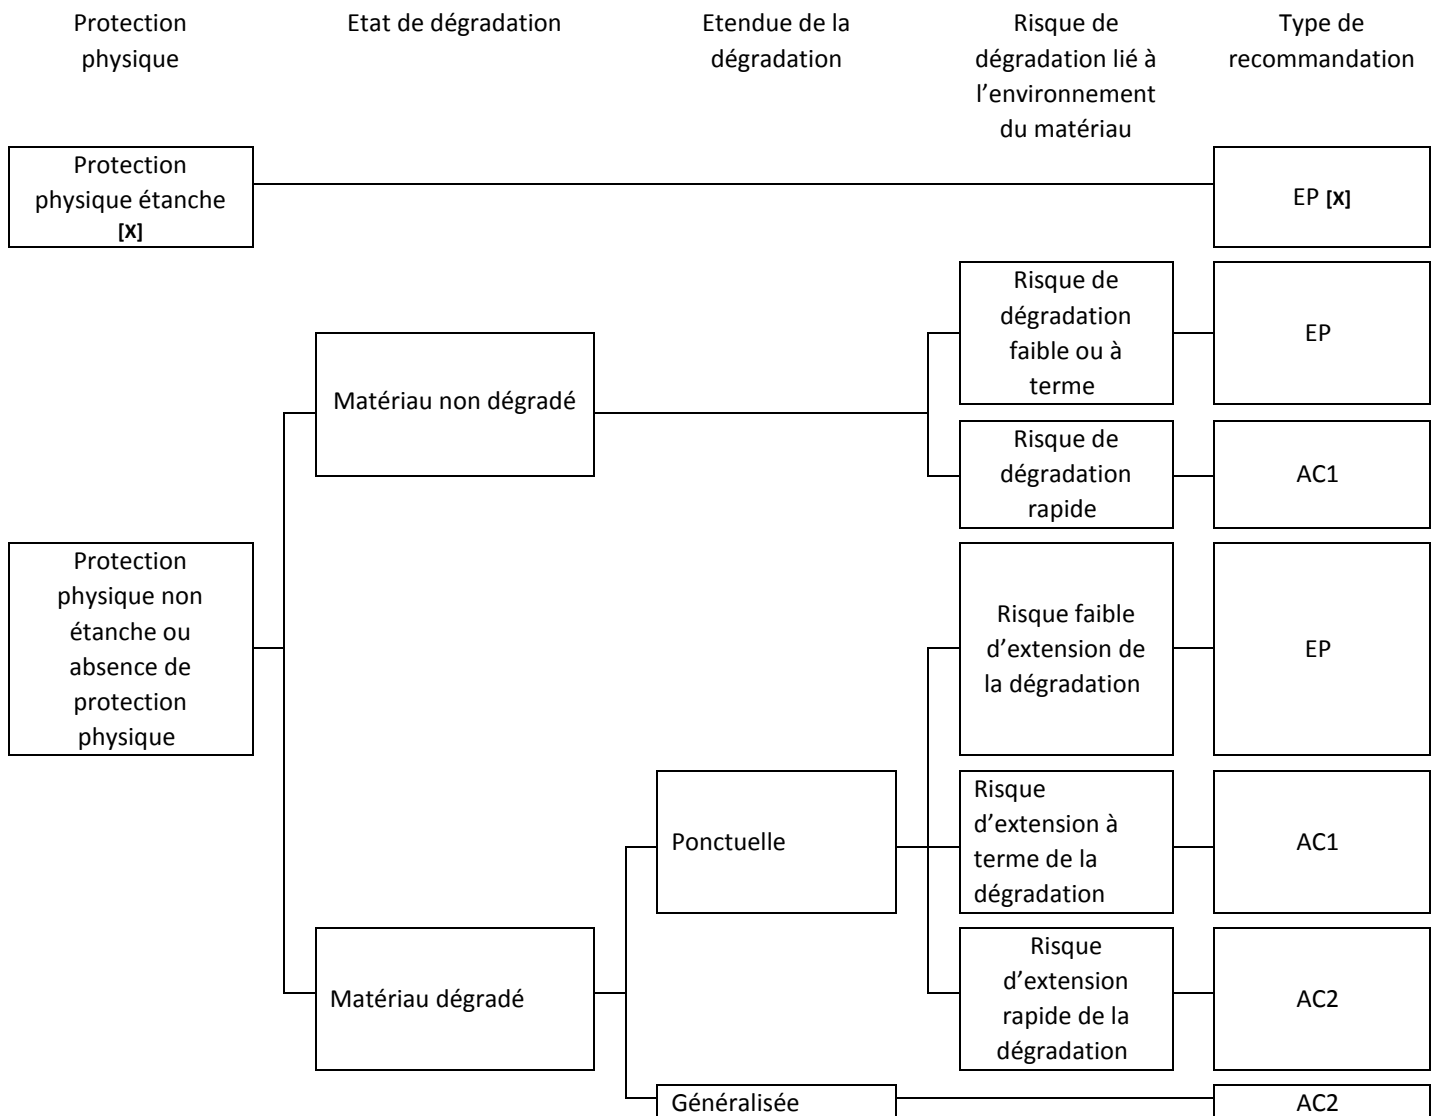 Protection
physique
Etat de dégradation
Etendue de la
dégradation
Risque de
dégradation lié à
l'environnement
du matériau
Type de
recommandation
Protection
physique étanche
[X]
EP [X]
Risque de
dégradation
faible ou à
terme
EP
Matériau non dégradé
Risque de
dégradation
rapide
AC1
Protection
physique non
étanche ou
absence de
protection
physique
Risque faible
d'extension de
la dégradation
EP
Ponctuelle
Risque
d'extension à
terme de la
dégradation
AC1
Matériau dégradé
Risque
d'extension
rapide de la
dégradation
AC2
Généralisée
AC2